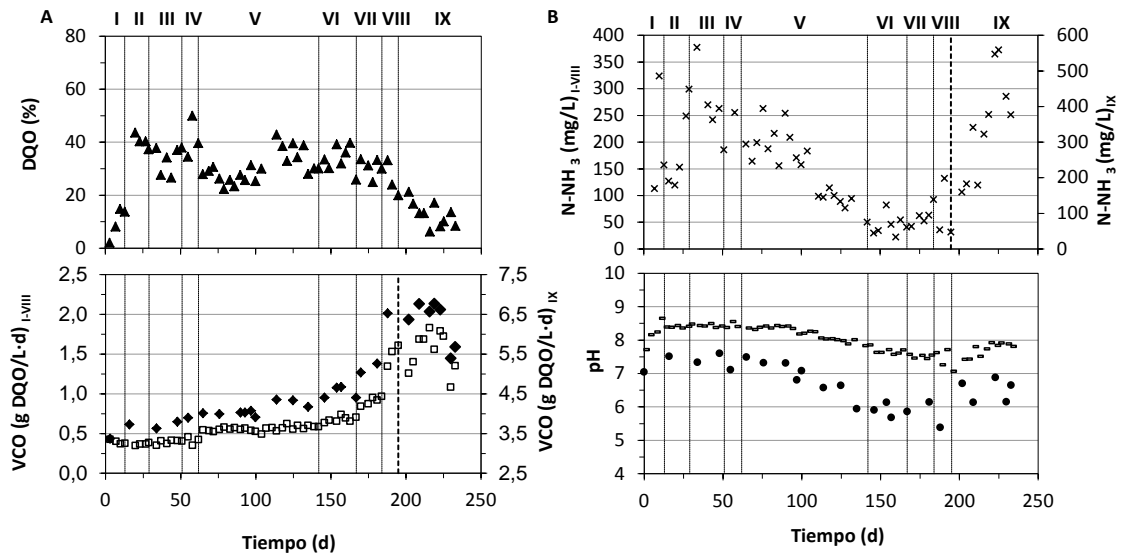 A
I II III IV V VI VII VIII IX
80
60
40
20
0
DQO (%)
2,5
2,0
1,5
1,0
0,5
0,0
VCO (g DQO/L·d) I-VIII
7,5
6,5
5,5
4,5
3,5
2,5
VCO (g DQO/L·d) IX
0 50 100 150 200 250
Tiempo (d)
B
I II III IV V VI VII VIII IX
400
350
300
250
200
150
100
50
0
N-NH 3 (mg/L)I-VIII
600
500
400
300
200
100
0
N-NH 3 (mg/L)IX
10
9
8
7
6
5
4
pH
0 50 100 150 200 250
Tiempo (d)